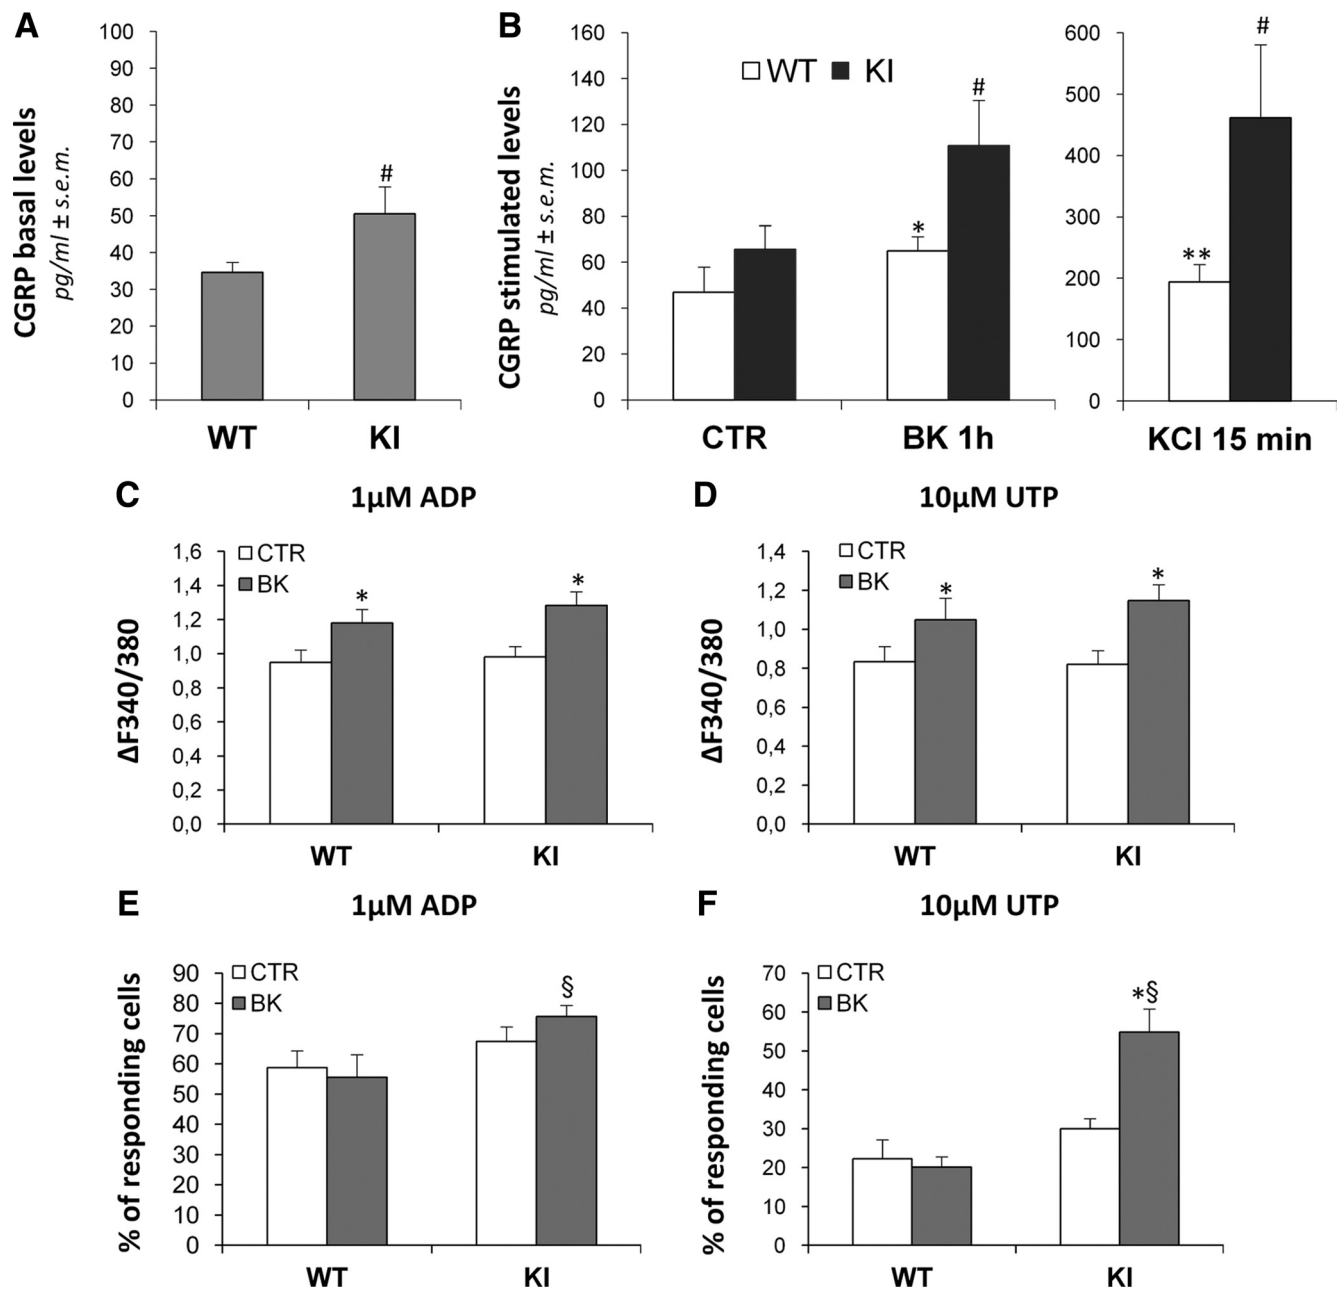 A
CGRP basal levels
pg/ml ± s.e.m.
100
90
80
70
60
50
40
30
20
10
0
#
WT KI
B
CGRP stimulated levels
pg/ml ± s.e.m.
160
140
120
100
80
60
40
20
0
WT KI
*
#
CTR BK 1h
600
500
400
300
200
100
0
**
#
KCl 15 min
C
1µM ADP
ΔF340/380
1,6
1,4
1,2
1,0
0,8
0,6
0,4
0,2
0,0
CTR
BK
*
*
WT KI
D
10µM UTP
ΔF340/380
1,4
1,2
1,0
0,8
0,6
0,4
0,2
0,0
CTR
BK
*
*
WT KI
E
1µM ADP
% of responding cells
90
80
70
60
50
40
30
20
10
0
CTR
BK
§
WT KI
F
10µM UTP
% of responding cells
70
60
50
40
30
20
10
0
CTR
BK
*§
WT KI